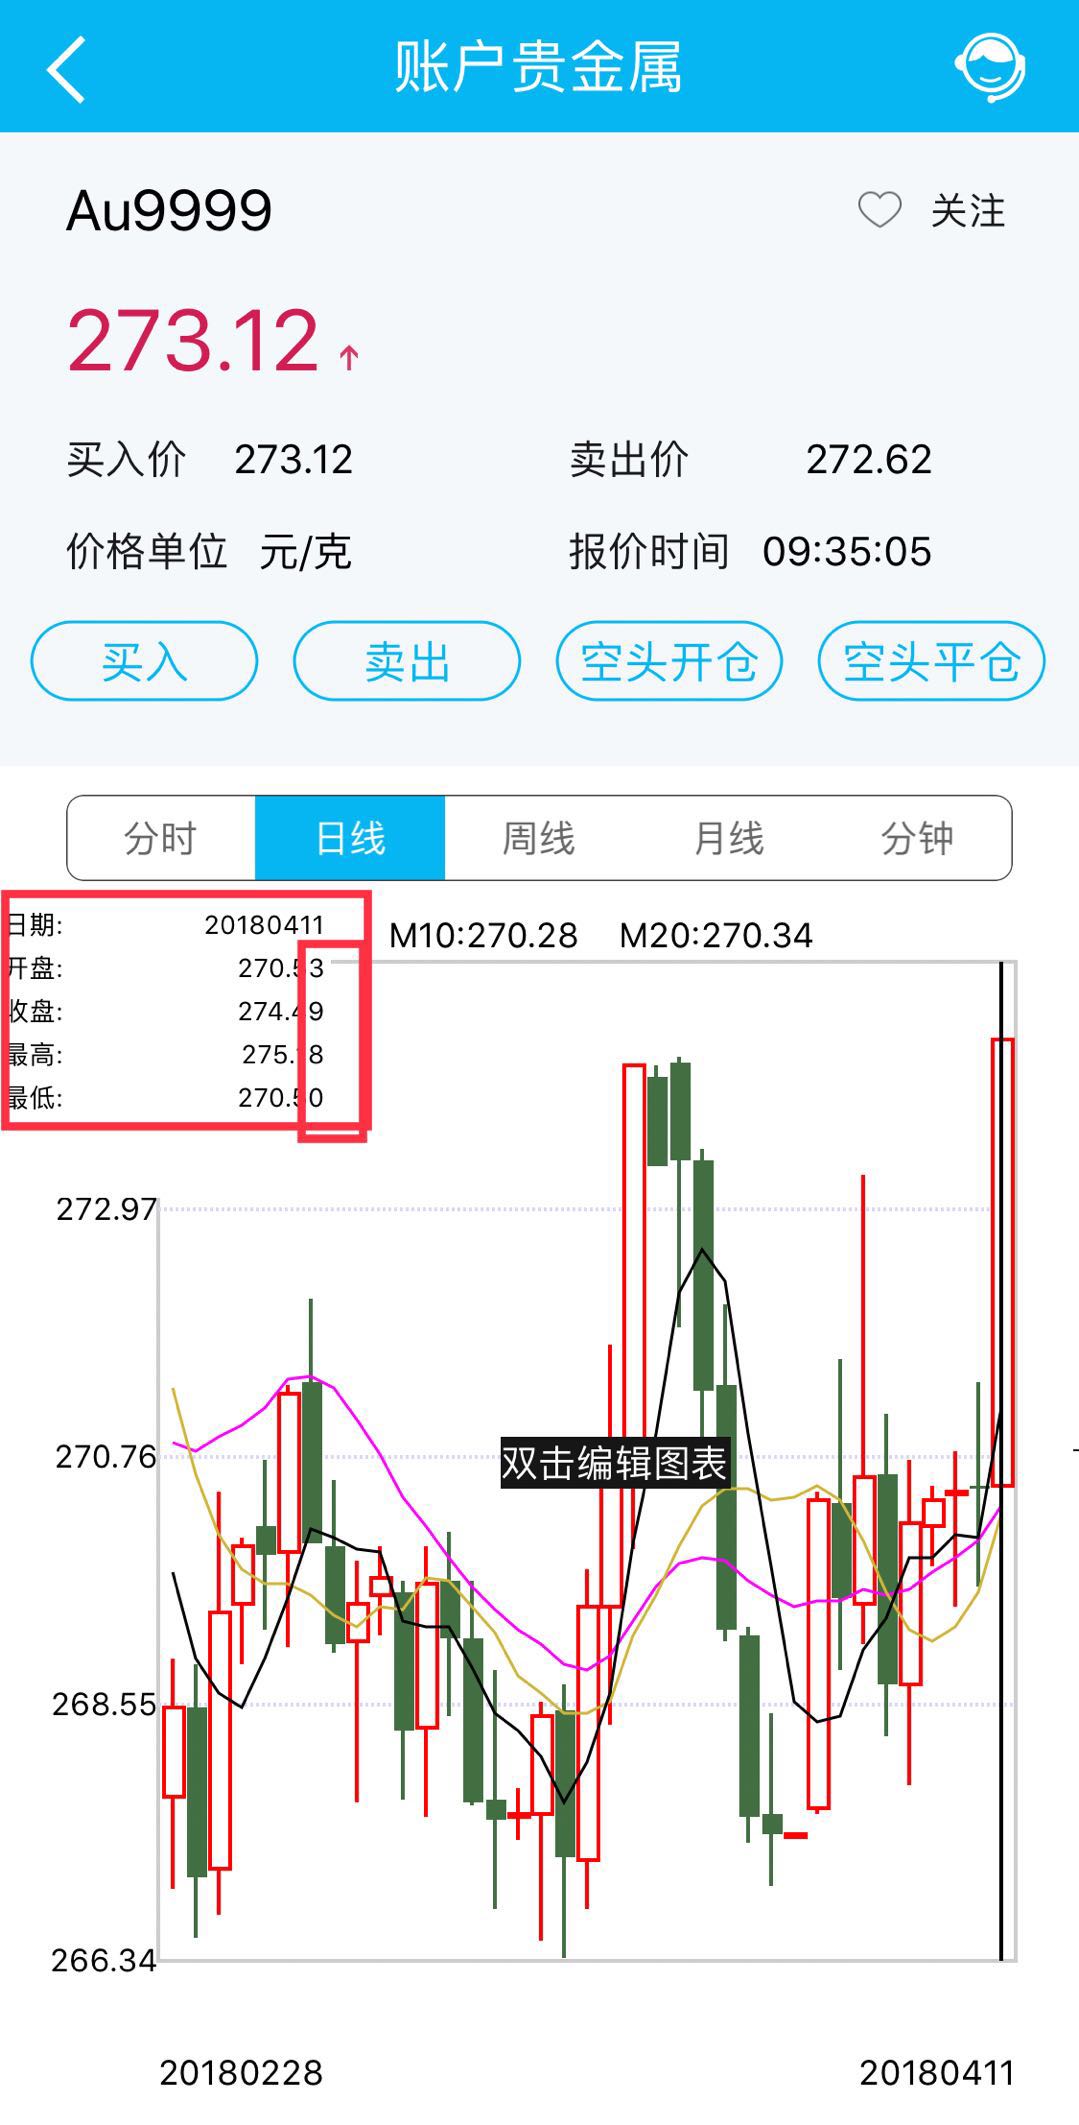 账户贵金属
Au9999
关注
273.12↑
买入价 273.12 卖出价 272.62
价格单位 元/克 报价时间 09:35:05
买入 卖出 空头开仓 空头平仓
分时 日线 周线 月线 分钟
日期: 20180411
M10:270.28 M20:270.34
开盘:
收盘: 274.49
最高:
最低: 270.50
272.97
270.76
双击编辑图表
268.55
266.34
20180228 20180411